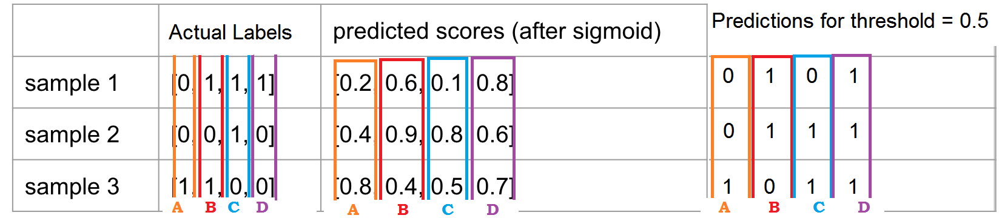 Actual Labels predicted scores (after sigmoid) Predictions for threshold = 0.5
sample 1 [0, 1, 1, 1] [0.2, 0.6, 0.1 0.8] 0 1 0 1
sample 2 [0, 0, 1, 0] [0.4, 0.9, 0.8 0.6] 0 1 1 1
sample 3 [1, 1, 0, 0] [0.8, 0.4, 0.5 0.7] 1 0 1 1
A B C D A B C D A B C D